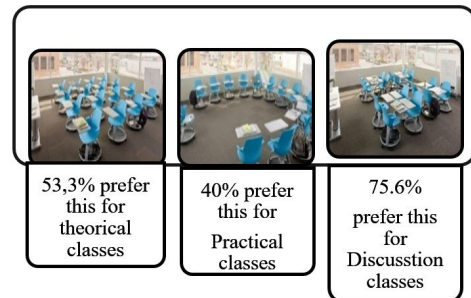 53,3% prefer
this for
theorical
classes
40% prefer
this for
Practical
classes
75.6%
prefer this
for
Discusstion
classes